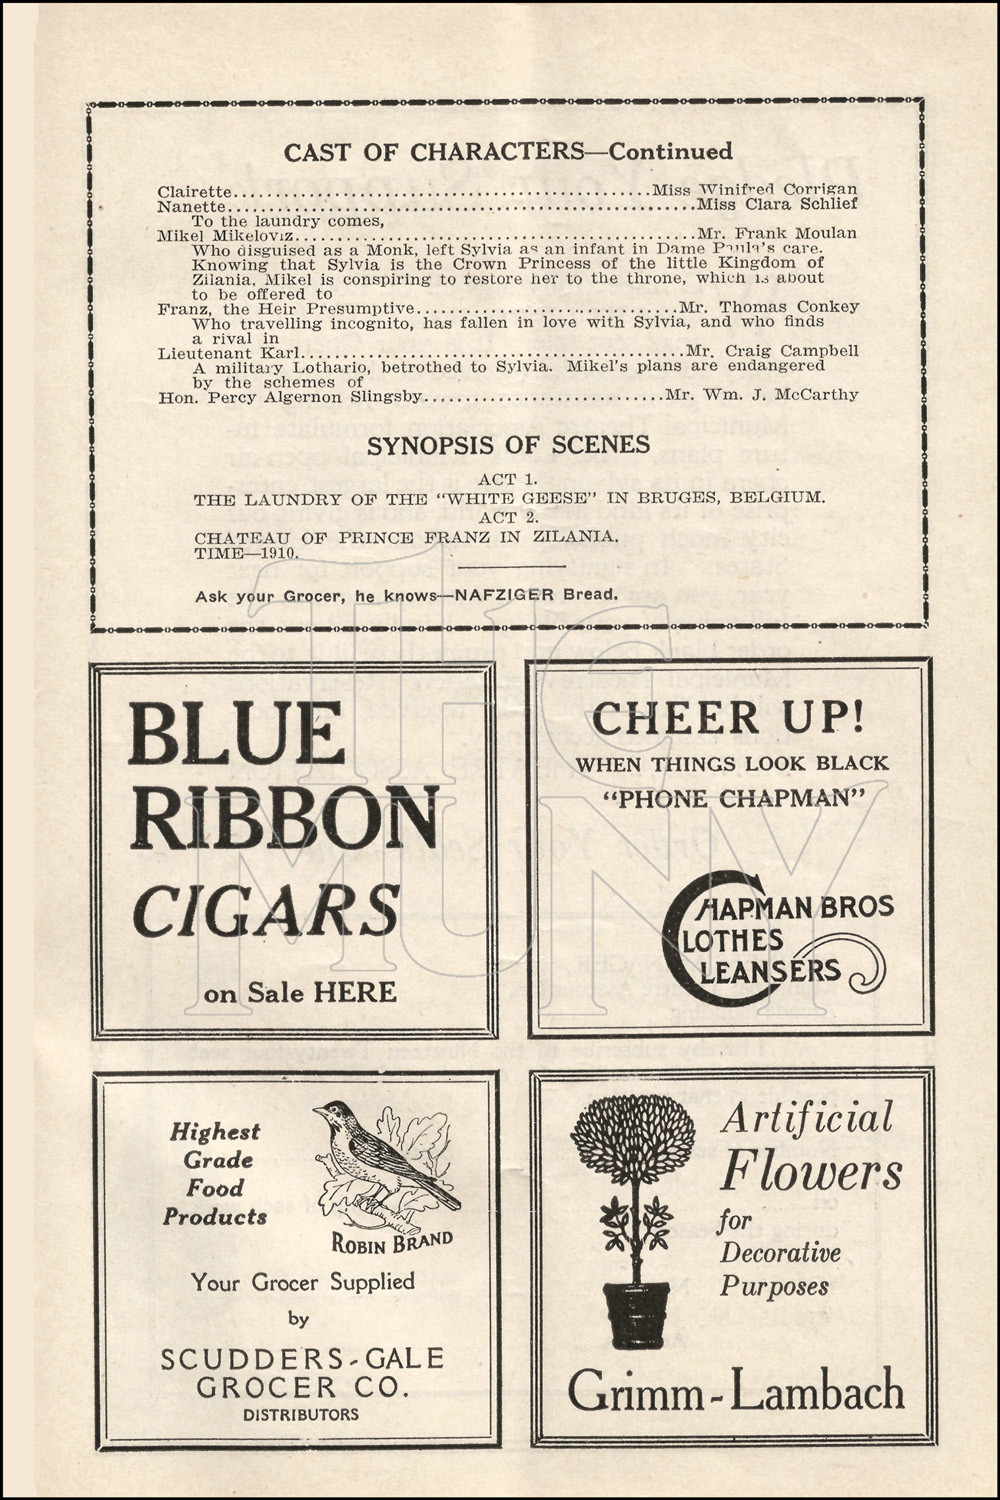 CAST OF CHARACTERS—Continued
Clairette..................................................Miss Winifred Corrigan
Nanette........................................................Miss Clara Schlief
To the laundry comes,
Mikel Mikeloviz................................................Mr. Frank Moulan
Who disguised as a Monk, left Sylvia as an infant in Dame Paula's care.
Knowing that Sylvia is the Crown Princess of the little Kingdom of
Zilania, Mikel is conspiring to restore her to the throne, which is about
to be offered to
Franz, the Heir Presumptive................................Mr. Thomas Conkey
Who travelling incognito, has fallen in love with Sylvia, and who finds
a rival in
Lieutenant Karl..............................................Mr. Craig Campbell
A military Lothario, betrothed to Sylvia. Mikel's plans are endangered
by the schemes of
Hon. Percy Algernon Slingsby.............................Mr. Wm. J. McCarthy
SYNOPSIS OF SCENES
ACT 1.
THE LAUNDRY OF THE "WHITE GEESE" IN BRUGES, BELGIUM.
ACT 2.
CHATEAU OF PRINCE FRANZ IN ZILANIA.
TIME—1910.
Ask your Grocer, he knows—NAFZIGER Bread.
BLUE
RIBBON
CIGARS
on Sale HERE
CHEER UP!
WHEN THINGS LOOK BLACK
"PHONE CHAPMAN"
CHAPMAN BROS
CLOTHES
CLEANSERS
Highest
Grade
Food
Products
ROBIN BRAND
Your Grocer Supplied
by
SCUDDERS-GALE
GROCER CO.
DISTRIBUTORS
Artificial
Flowers
for
Decorative
Purposes
Grimm-Lambach
THE
MUNY